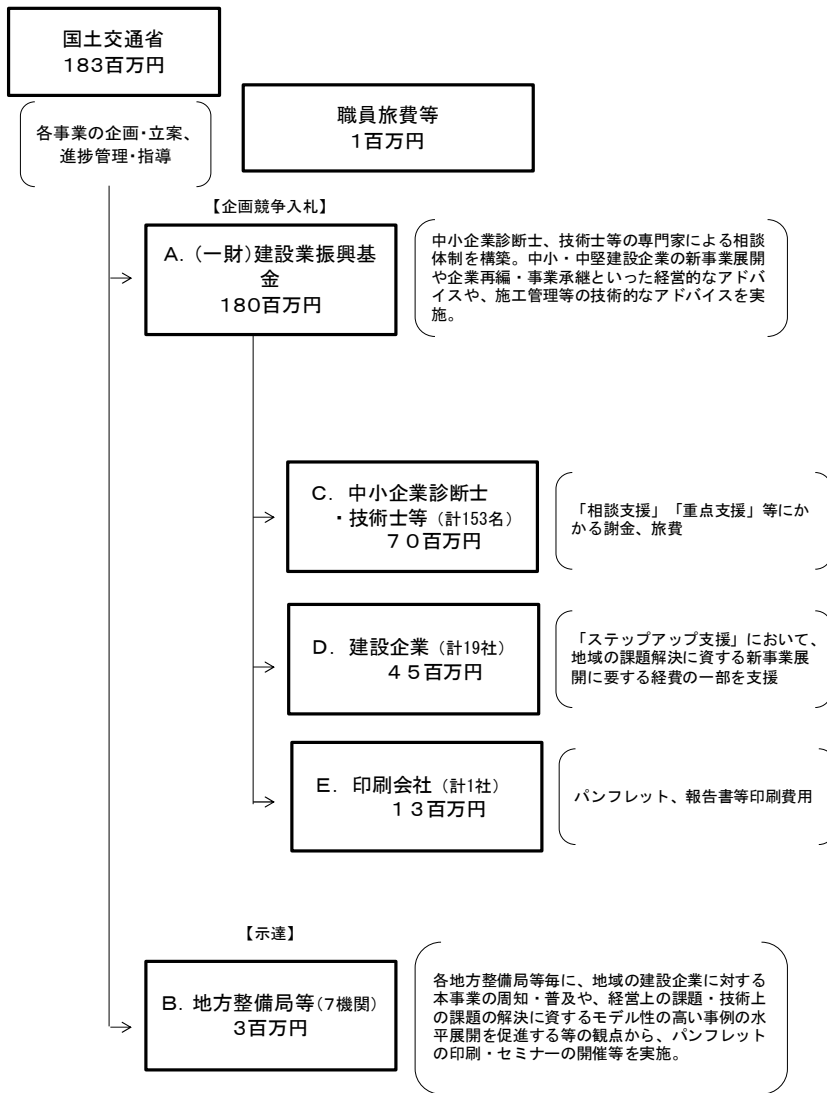 国土交通省
183百万円
各事業の企画・立案、
進捗管理・指導
職員旅費等
1百万円
【企画競争入札】
A．(一財)建設業振興基
金
180百万円
中小企業診断士、技術士等の専門家による相談
体制を構築。中小・中堅建設企業の新事業展開
や企業再編・事業承継といった経営的なアドバ
イスや、施工管理等の技術的なアドバイスを実
施。
C．中小企業診断士
・技術士等（計153名）
７０百万円
「相談支援」「重点支援」等にか
かる謝金、旅費
D．建設企業（計19社）
４５百万円
「ステップアップ支援」において、
地域の課題解決に資する新事業展
開に要する経費の一部を支援
E．印刷会社（計1社）
１３百万円
パンフレット、報告書等印刷費用
【示達】
B．地方整備局等(7機関)
3百万円
各地方整備局等毎に、地域の建設企業に対する
本事業の周知・普及や、経営上の課題・技術上
の課題の解決に資するモデル性の高い事例の水
平展開を促進する等の観点から、パンフレット
の印刷・セミナーの開催等を実施。